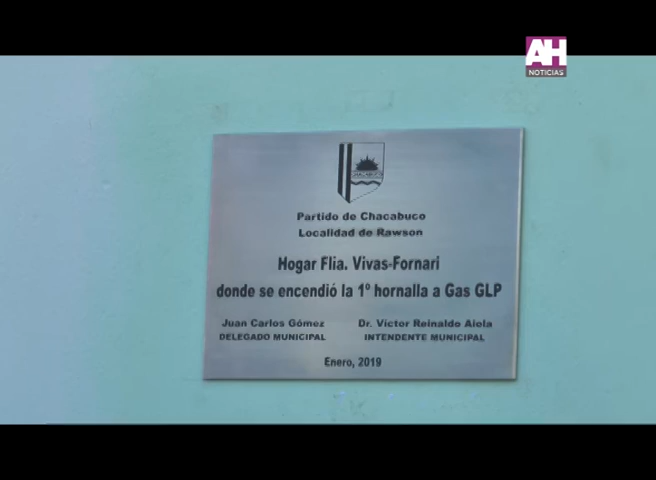 AH
NOTICIAS
CHACABUCO
Partido de Chacabuco
Localidad de Rawson
Hogar Flia. Vivas-Fornari
donde se encendió la 1º hornalla a Gas GLP
Juan Carlos Gómez Dr. Víctor Reinaldo Aiola
DELEGADO MUNICIPAL INTENDENTE MUNICIPAL
Enero, 2019